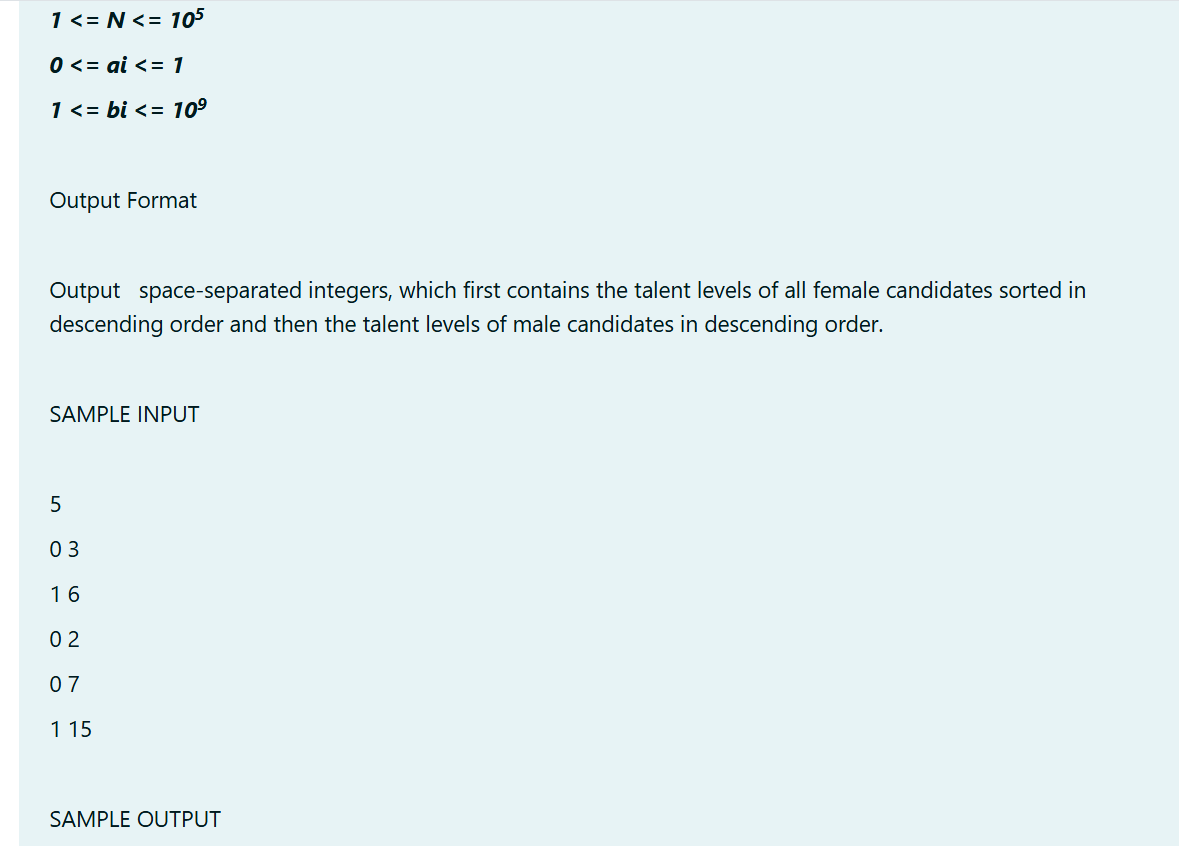 1 <= N <= 10⁵
0 <= ai <= 1
1 <= bi <= 10⁹
Output Format
Output space-separated integers, which first contains the talent levels of all female candidates sorted in
descending order and then the talent levels of male candidates in descending order.
SAMPLE INPUT
5
0 3
1 6
0 2
0 7
1 15
SAMPLE OUTPUT